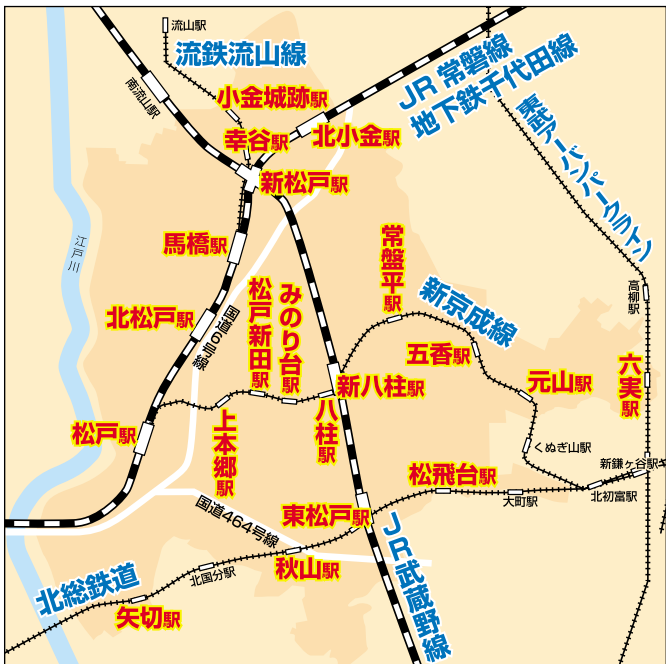 流山駅
流鉄流山線
南流山駅
小金城跡駅
幸谷駅
北小金駅
JR常磐線
地下鉄千代田線
東武アーバンパークライン
新松戸駅
江戸川
馬橋駅
常盤平駅
新京成線
高柳駅
北松戸駅
国道6号線
松戸新田駅
みのり台駅
五香駅
元山駅
六実駅
新八柱駅
八柱駅
松戸駅
上本郷駅
くぬぎ山駅
新鎌ヶ谷駅
松飛台駅
大町駅
北初富駅
国道464号線
東松戸駅
JR武蔵野線
秋山駅
北国分駅
北総鉄道
矢切駅